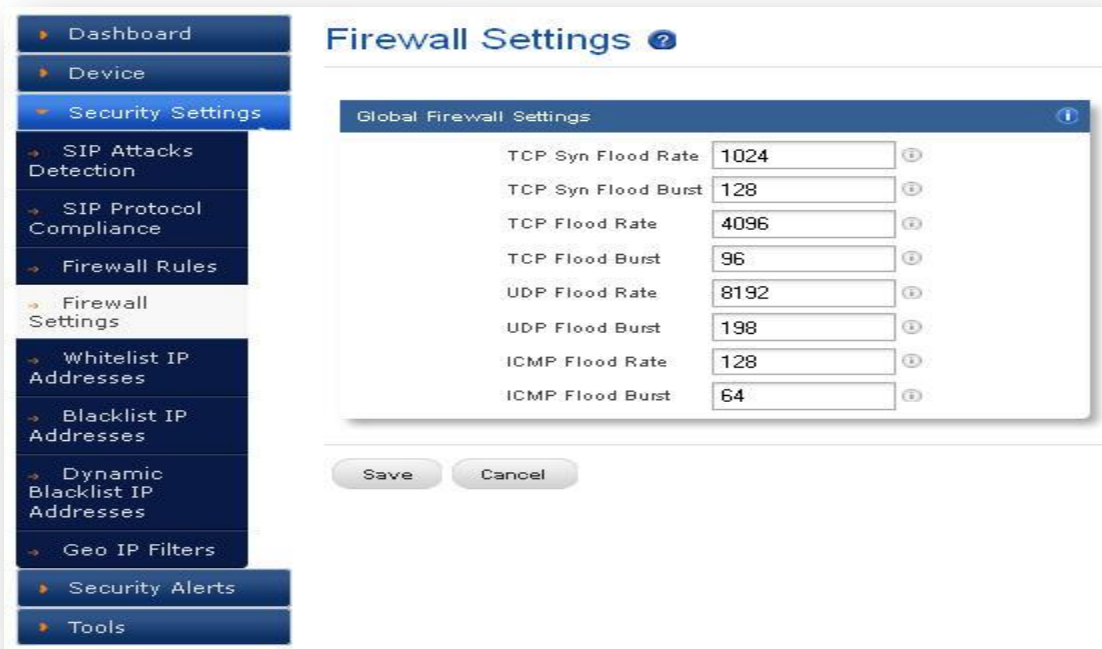 Dashboard
Device
Security Settings
SIP Attacks
Detection
SIP Protocol
Compliance
Firewall Rules
Firewall
Settings
Whitelist IP
Addresses
Blacklist IP
Addresses
Dynamic
Blacklist IP
Addresses
Geo IP Filters
Security Alerts
Tools
Firewall Settings ?
Global Firewall Settings
TCP Syn Flood Rate 1024
TCP Syn Flood Burst 128
TCP Flood Rate 4096
TCP Flood Burst 96
UDP Flood Rate 8192
UDP Flood Burst 198
ICMP Flood Rate 128
ICMP Flood Burst 64
Save Cancel